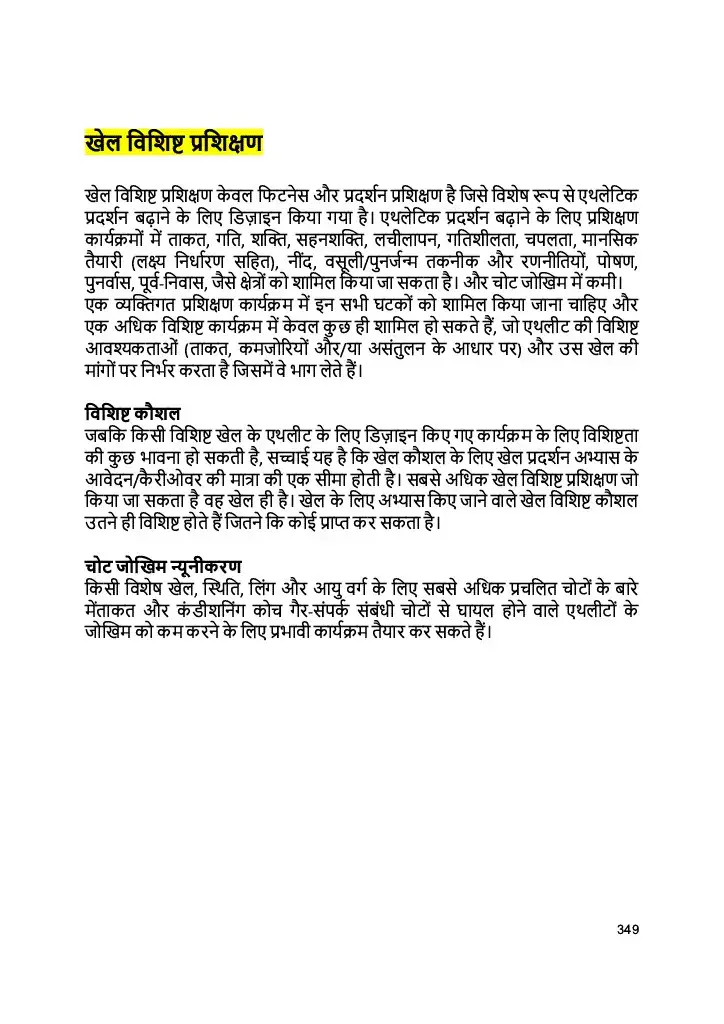 खेल विशिष्ट प्रशिक्षण
खेल विशिष्ट प्रशिक्षण केवल फिटनेस और प्रदर्शन प्रशिक्षण है जिसे विशेष रूप से एथलेटिक
प्रदर्शन बढ़ाने के लिए डिज़ाइन किया गया है। एथलेटिक प्रदर्शन बढ़ाने के लिए प्रशिक्षण
कार्यक्रमों में ताकत, गति, शक्ति, सहनशक्ति, लचीलापन, गतिशीलता, चपलता, मानसिक
तैयारी (लक्ष्य निर्धारण सहित), नींद, वसूली/पुनर्जन्म तकनीक और रणनीतियों, पोषण,
पुनर्वास, पूर्व-निवास, जैसे क्षेत्रों को शामिल किया जा सकता है। और चोट जोखिम में कमी।
एक व्यक्तिगत प्रशिक्षण कार्यक्रम में इन सभी घटकों को शामिल किया जाना चाहिए और
एक अधिक विशिष्ट कार्यक्रम में केवल कुछ ही शामिल हो सकते हैं, जो एथलीट की विशिष्ट
आवश्यकताओं (ताकत, कमजोरियों और/या असंतुलन के आधार पर) और उस खेल की
मांगों पर निर्भर करता है जिसमें वे भाग लेते हैं।
विशिष्ट कौशल
जबकि किसी विशिष्ट खेल के एथलीट के लिए डिज़ाइन किए गए कार्यक्रम के लिए विशिष्टता
की कुछ भावना हो सकती है, सच्चाई यह है कि खेल कौशल के लिए खेल प्रदर्शन अभ्यास के
आवेदन/कैरीओवर की मात्रा की एक सीमा होती है। सबसे अधिक खेल विशिष्ट प्रशिक्षण जो
किया जा सकता है वह खेल ही है। खेल के लिए अभ्यास किए जाने वाले खेल विशिष्ट कौशल
उतने ही विशिष्ट होते हैं जितने कि कोई प्राप्त कर सकता है।
चोट जोखिम न्यूनीकरण
किसी विशेष खेल, स्थिति, लिंग और आयु वर्ग के लिए सबसे अधिक प्रचलित चोटों के बारे
मेंताकत और कंडीशनिंग कोच गैर-संपर्क संबंधी चोटों से घायल होने वाले एथलीटों के
जोखिम को कम करने के लिए प्रभावी कार्यक्रम तैयार कर सकते हैं।
349